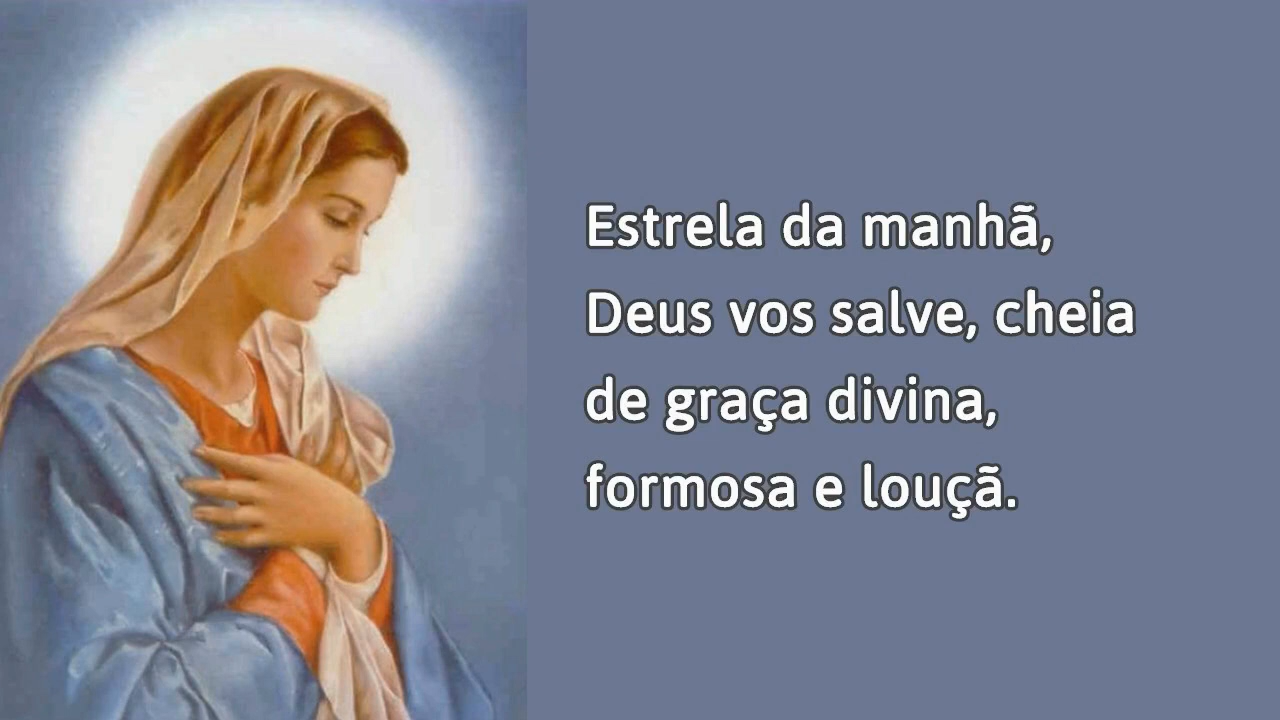 Estrela da manhã,
Deus vos salve, cheia
de graça divina,
formosa e louçã.